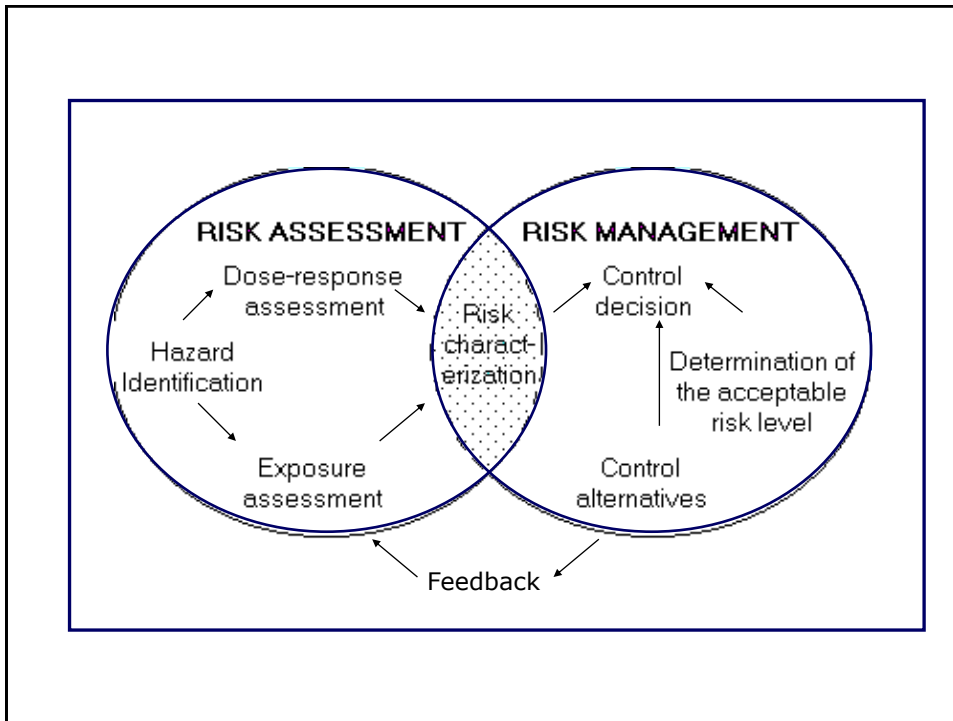 RISK ASSESSMENT
Dose-response
assessment
Hazard
Identification
Exposure
assessment
Risk
charact-
erization
RISK MANAGEMENT
Control
decision
Determination of
the acceptable
risk level
Control
alternatives
Feedback